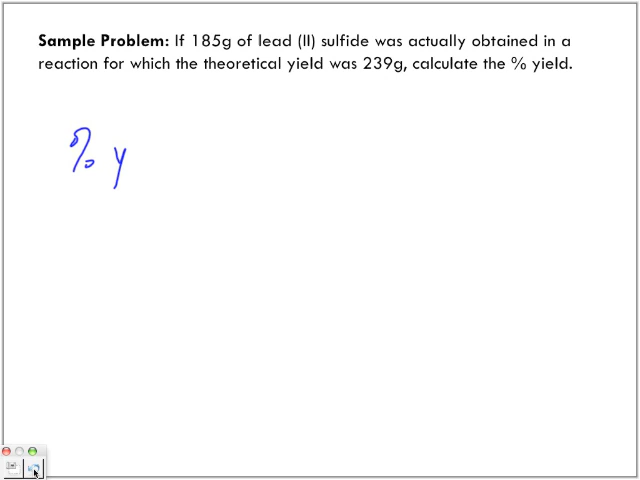 Sample Problem: If 185g of lead (II) sulfide was actually obtained in a
reaction for which the theoretical yield was 239g, calculate the % yield.
% y